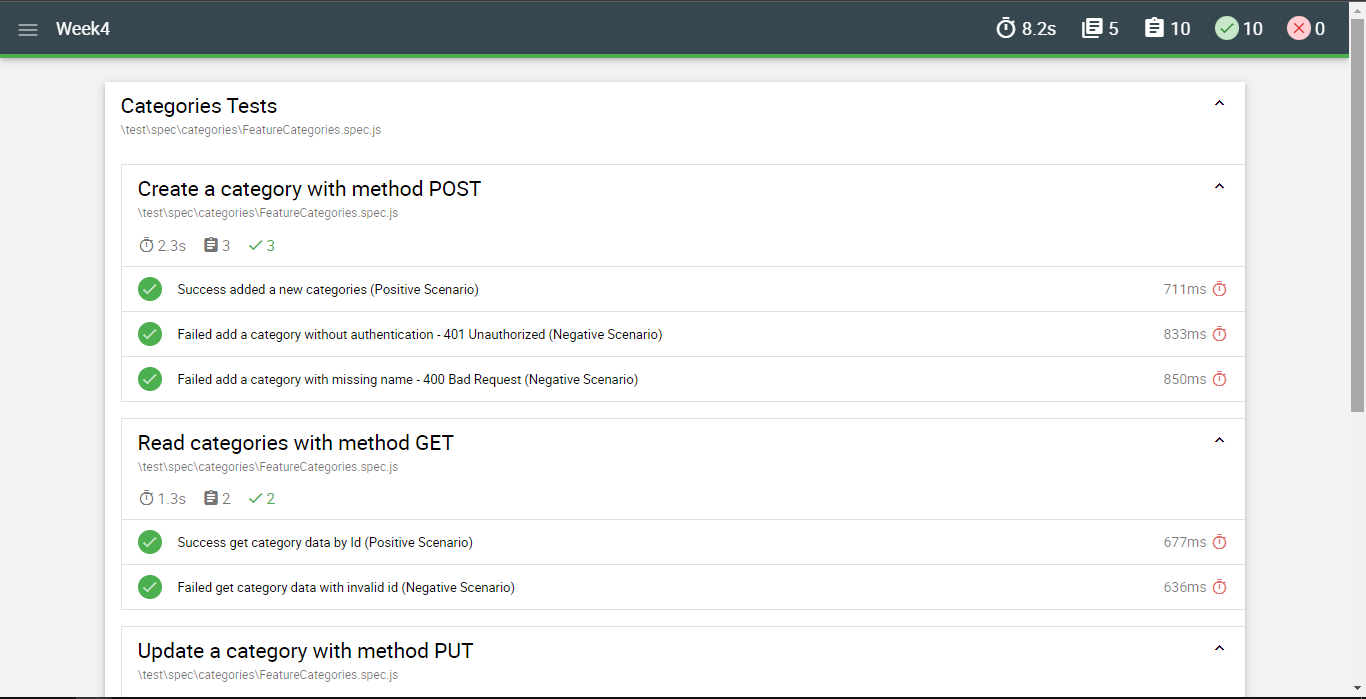 Week4
8.2s 5 10 10 0
Categories Tests
\test\spec\categories\FeatureCategories.spec.js
Create a category with method POST
\test\spec\categories\FeatureCategories.spec.js
2.3s 3 3
Success added a new categories (Positive Scenario) 711ms
Failed add a category without authentication - 401 Unauthorized (Negative Scenario) 833ms
Failed add a category with missing name - 400 Bad Request (Negative Scenario) 850ms
Read categories with method GET
\test\spec\categories\FeatureCategories.spec.js
1.3s 2 2
Success get category data by Id (Positive Scenario) 677ms
Failed get category data with invalid id (Negative Scenario) 636ms
Update a category with method PUT
\test\spec\categories\FeatureCategories.spec.js